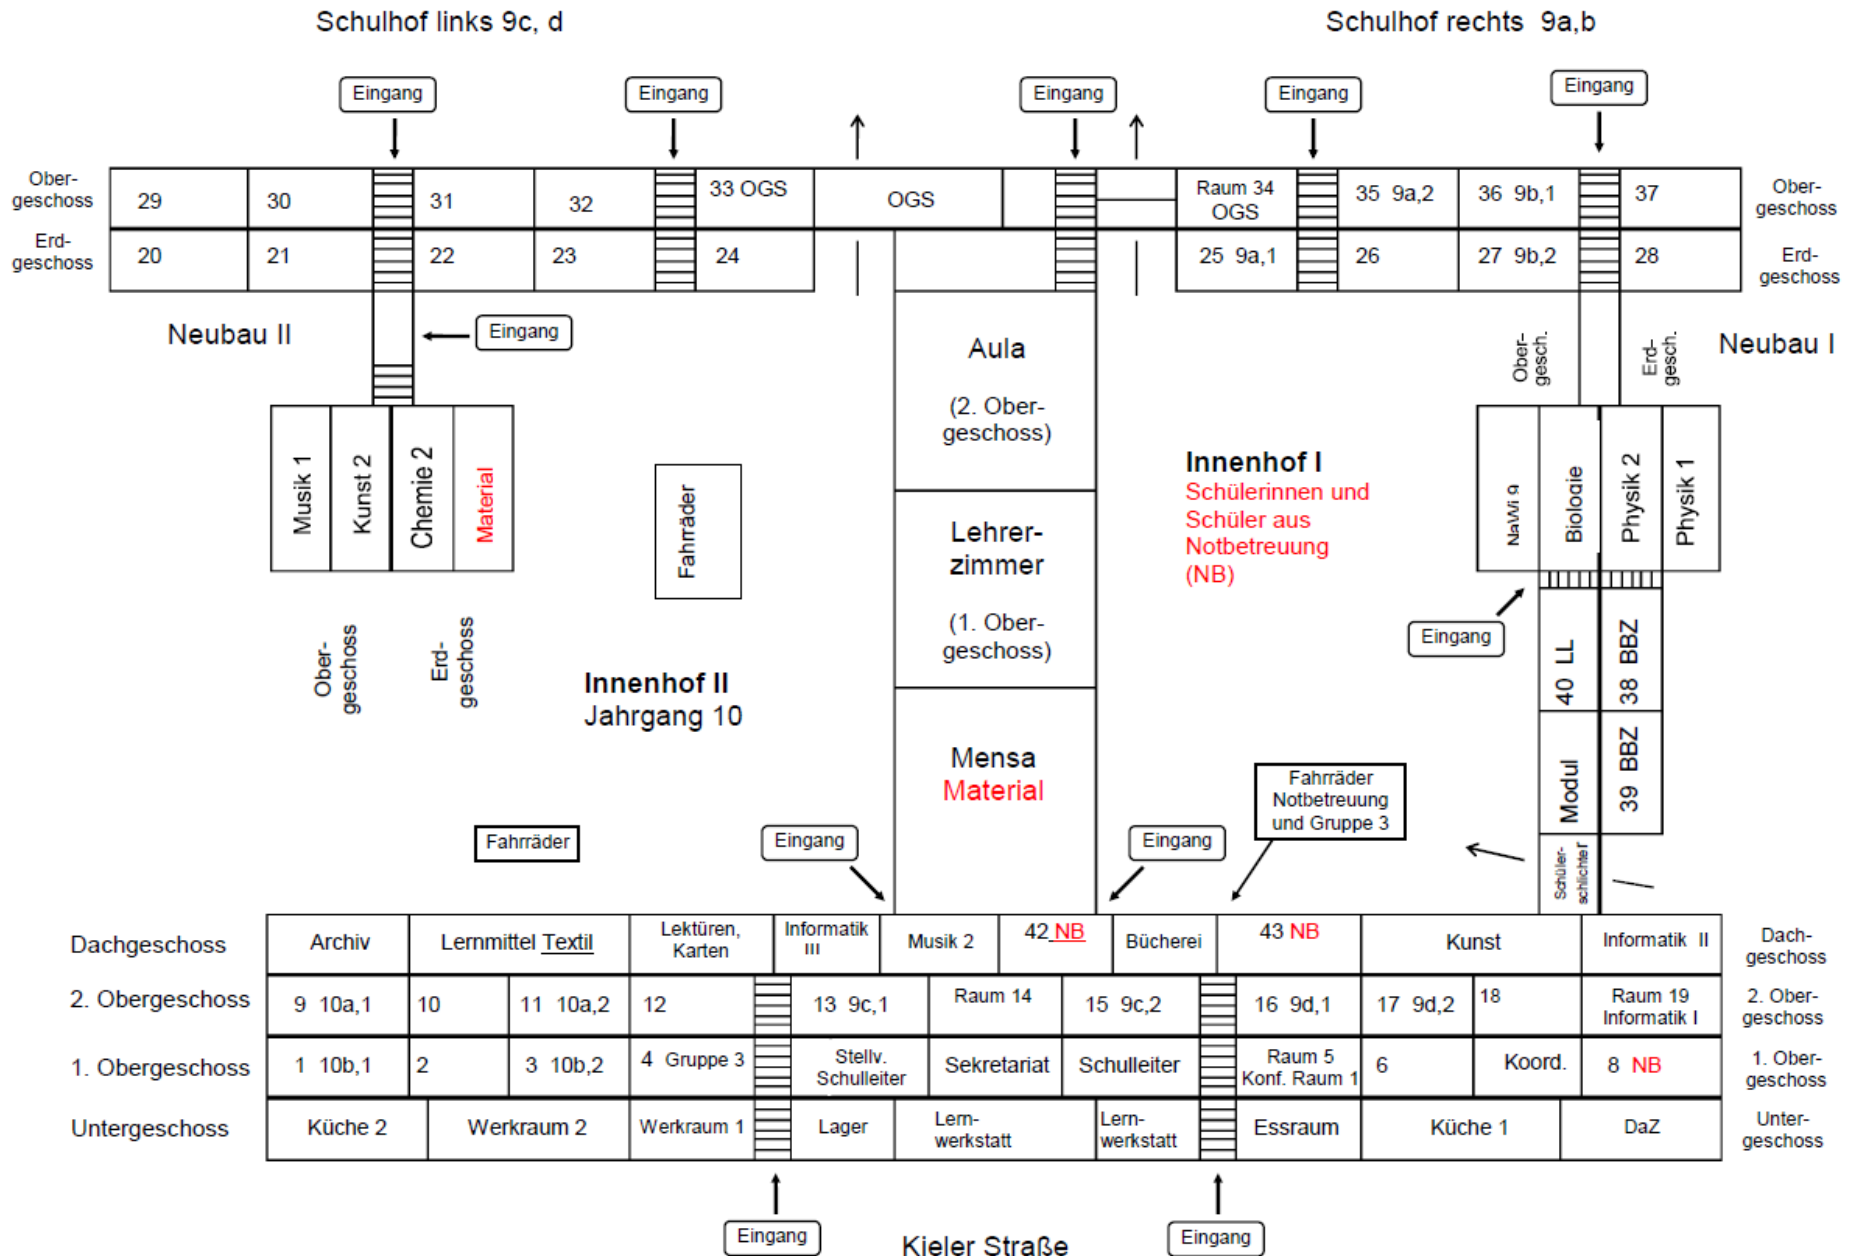 Schulhof links 9c, d
Schulhof rechts 9a,b
Eingang
Eingang
Eingang
Eingang
Eingang
Ober-
geschoss
29
30
31
32
33 OGS
OGS
Raum 34
OGS
35 9a,2
36 9b,1
37
Ober-
geschoss
Erd-
geschoss
20
21
22
23
24
25 9a,1
26
27 9b,2
28
Erd-
geschoss
Neubau II
Eingang
Aula
(2. Ober-
geschoss)
Ober-
gesch.
Erd-
gesch.
Neubau I
Musik 1
Kunst 2
Chemie 2
Material
Fahrräder
Innenhof I
Schülerinnen und
Schüler aus
Notbetreuung
(NB)
Lehrer-
zimmer
(1. Ober-
geschoss)
NaWi 9
Biologie
Physik 2
Physik 1
Eingang
Ober-
geschoss
Erd-
geschoss
Innenhof II
Jahrgang 10
40 LL
38 BBZ
Modul
39 BBZ
Schüler-
schlichter
Mensa
Material
Fahrräder
Notbetreuung
und Gruppe 3
Fahrräder
Eingang
Eingang
Dachgeschoss
Archiv
Lernmittel Textil
Lektüren,
Karten
Informatik
III
Musik 2
42 NB
Bücherei
43 NB
Kunst
Informatik II
Dach-
geschoss
2. Obergeschoss
9 10a,1
10
11 10a,2
12
13 9c,1
Raum 14
15 9c,2
16 9d,1
17 9d,2
18
Raum 19
Informatik I
2. Ober-
geschoss
1. Obergeschoss
1 10b,1
2
3 10b,2
4 Gruppe 3
Stellv.
Schulleiter
Sekretariat
Schulleiter
Raum 5
Konf. Raum 1
6
Koord.
8 NB
1. Ober-
geschoss
Untergeschoss
Küche 2
Werkraum 2
Werkraum 1
Lager
Lern-
werkstatt
Lern-
werkstatt
Essraum
Küche 1
DaZ
Unter-
geschoss
Eingang
Kieler Straße
Eingang